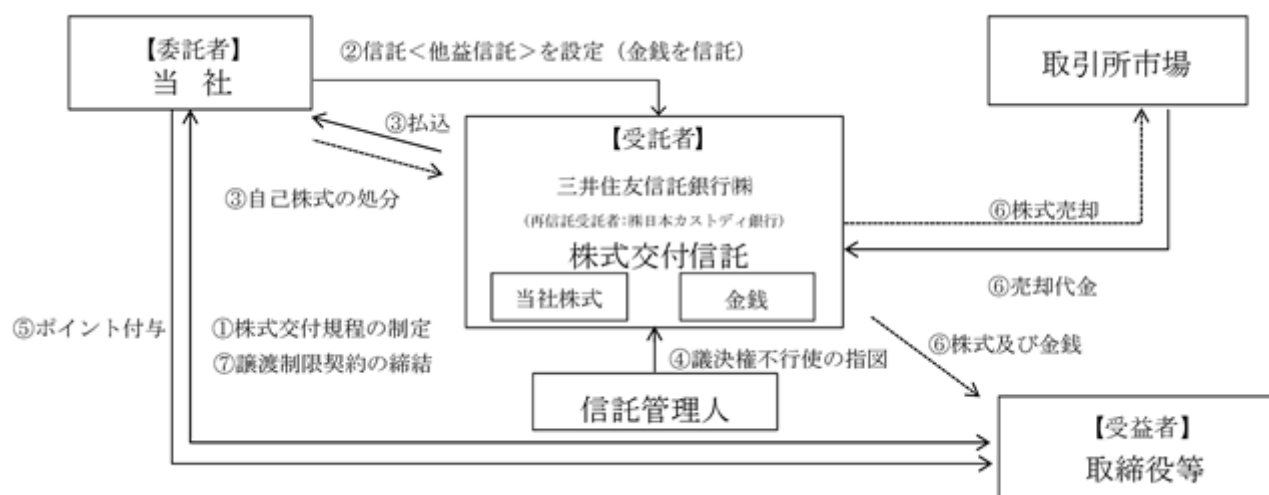 【委託者】
当 社
②信託<他益信託>を設定（金銭を信託）
取引所市場
③払込
③自己株式の処分
【受託者】
三井住友信託銀行㈱
（再信託受託者：㈱日本カストディ銀行）
株式交付信託
当社株式
金銭
⑥株式売却
⑥売却代金
⑤ポイント付与
①株式交付規程の制定
⑦譲渡制限契約の締結
④議決権不行使の指図
⑥株式及び金銭
信託管理人
【受益者】
取締役等